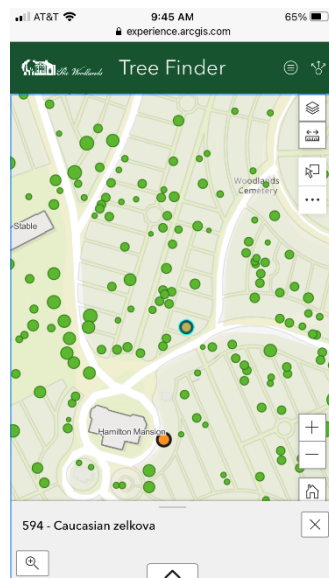 AT&T 9:45 AM 65%
experience.arcgis.com
The Woodlands Tree Finder
Woodlands
Cemetery
Stable
Hamilton Mansion
594 - Caucasian zelkova